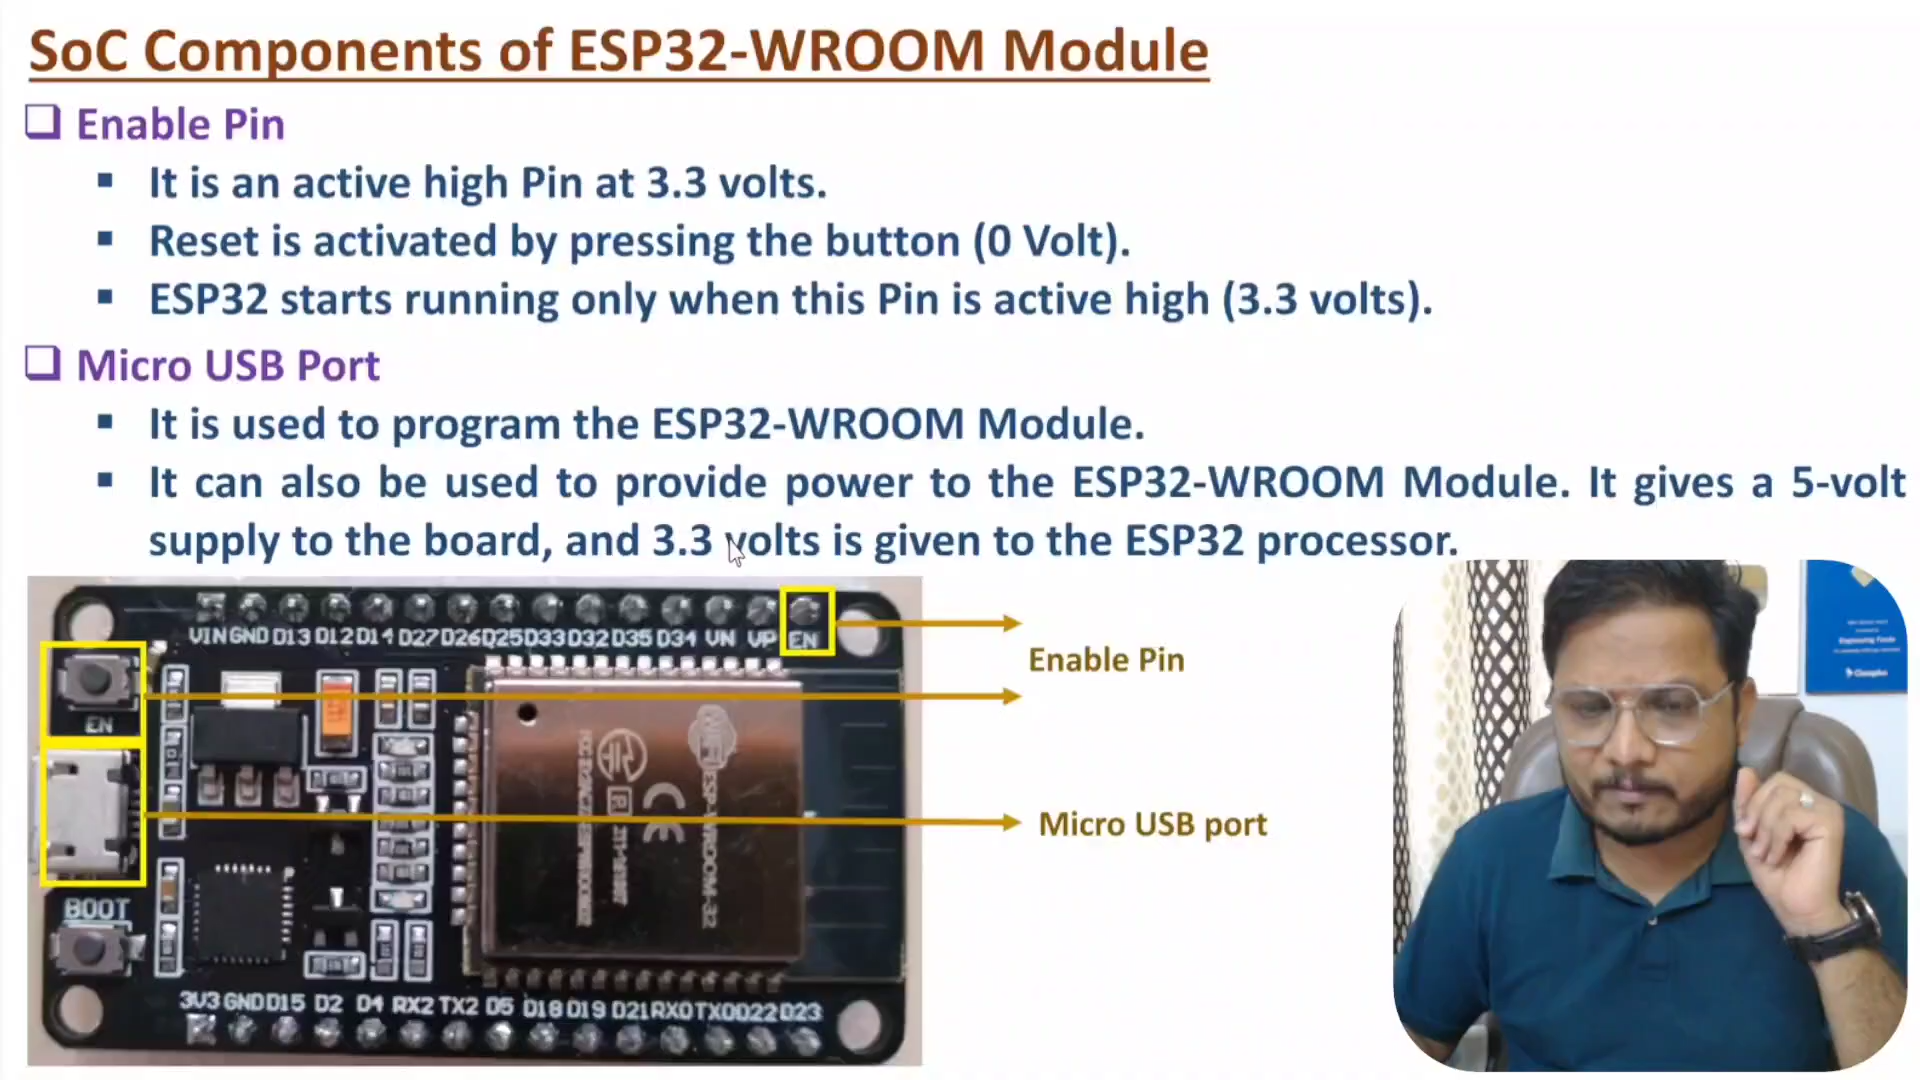 SoC Components of ESP32-WROOM Module
Enable Pin
It is an active high Pin at 3.3 volts.
Reset is activated by pressing the button (0 Volt).
ESP32 starts running only when this Pin is active high (3.3 volts).
Micro USB Port
It is used to program the ESP32-WROOM Module.
It can also be used to provide power to the ESP32-WROOM Module. It gives a 5-volt
supply to the board, and 3.3 volts is given to the ESP32 processor.
VIN GND D13 D12 D14 D27 D26 D25 D33 D32 D35 D34 VN VP EN
Enable Pin
EN
WiFi
ESP-WROOM-32
CE
Micro USB port
BOOT
3V3 GND D15 D2 D4 RX2 TX2 D5 D18 D19 D21 RX0 TX0 D22 D23